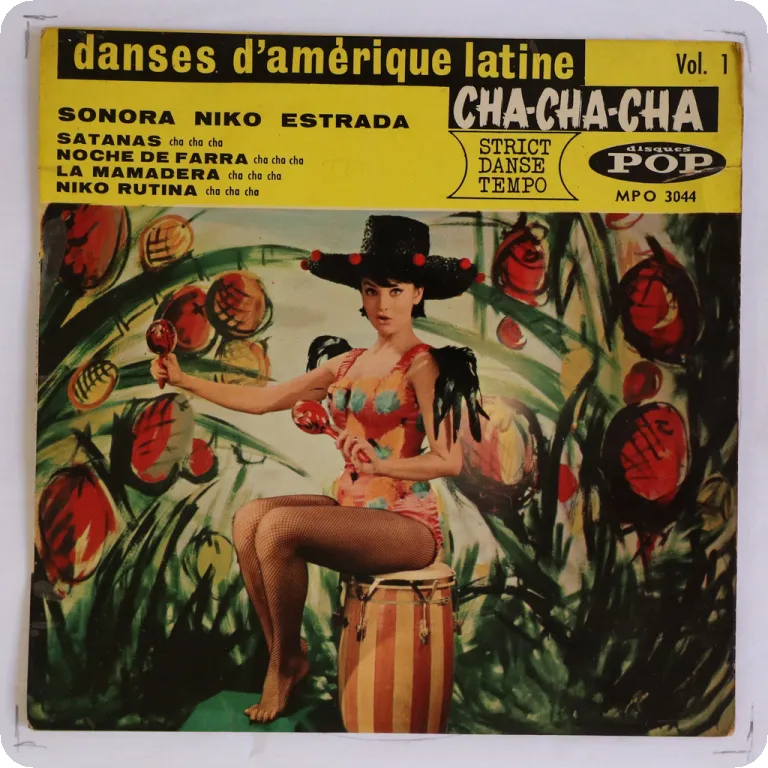 danses d'amérique latine
Vol. 1
CHA-CHA-CHA
SONORA NIKO ESTRADA
SATANAS cha cha cha
NOCHE DE FARRA cha cha cha
LA MAMADERA cha cha cha
NIKO RUTINA cha cha cha
STRICT
DANSE
TEMPO
disques
POP
MPO 3044